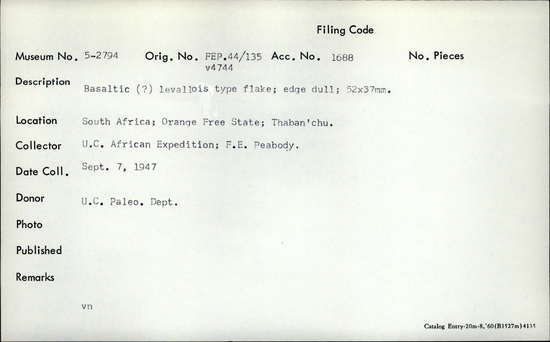 Filing Code
Museum No. 5-2794 Orig. No. FEP.44/135 Acc. No. 1688 No. Pieces
v4744
Description Basaltic (?) levallois type flake; edge dull; 52x37mm.
Location South Africa; Orange Free State; Thaban'chu.
Collector U.C. African Expedition; F.E. Peabody.
Date Coll. Sept. 7, 1947
Donor U.C. Paleo. Dept.
Photo
Published
Remarks
vn
Catalog Entry-20m-8,'60(B1527m)